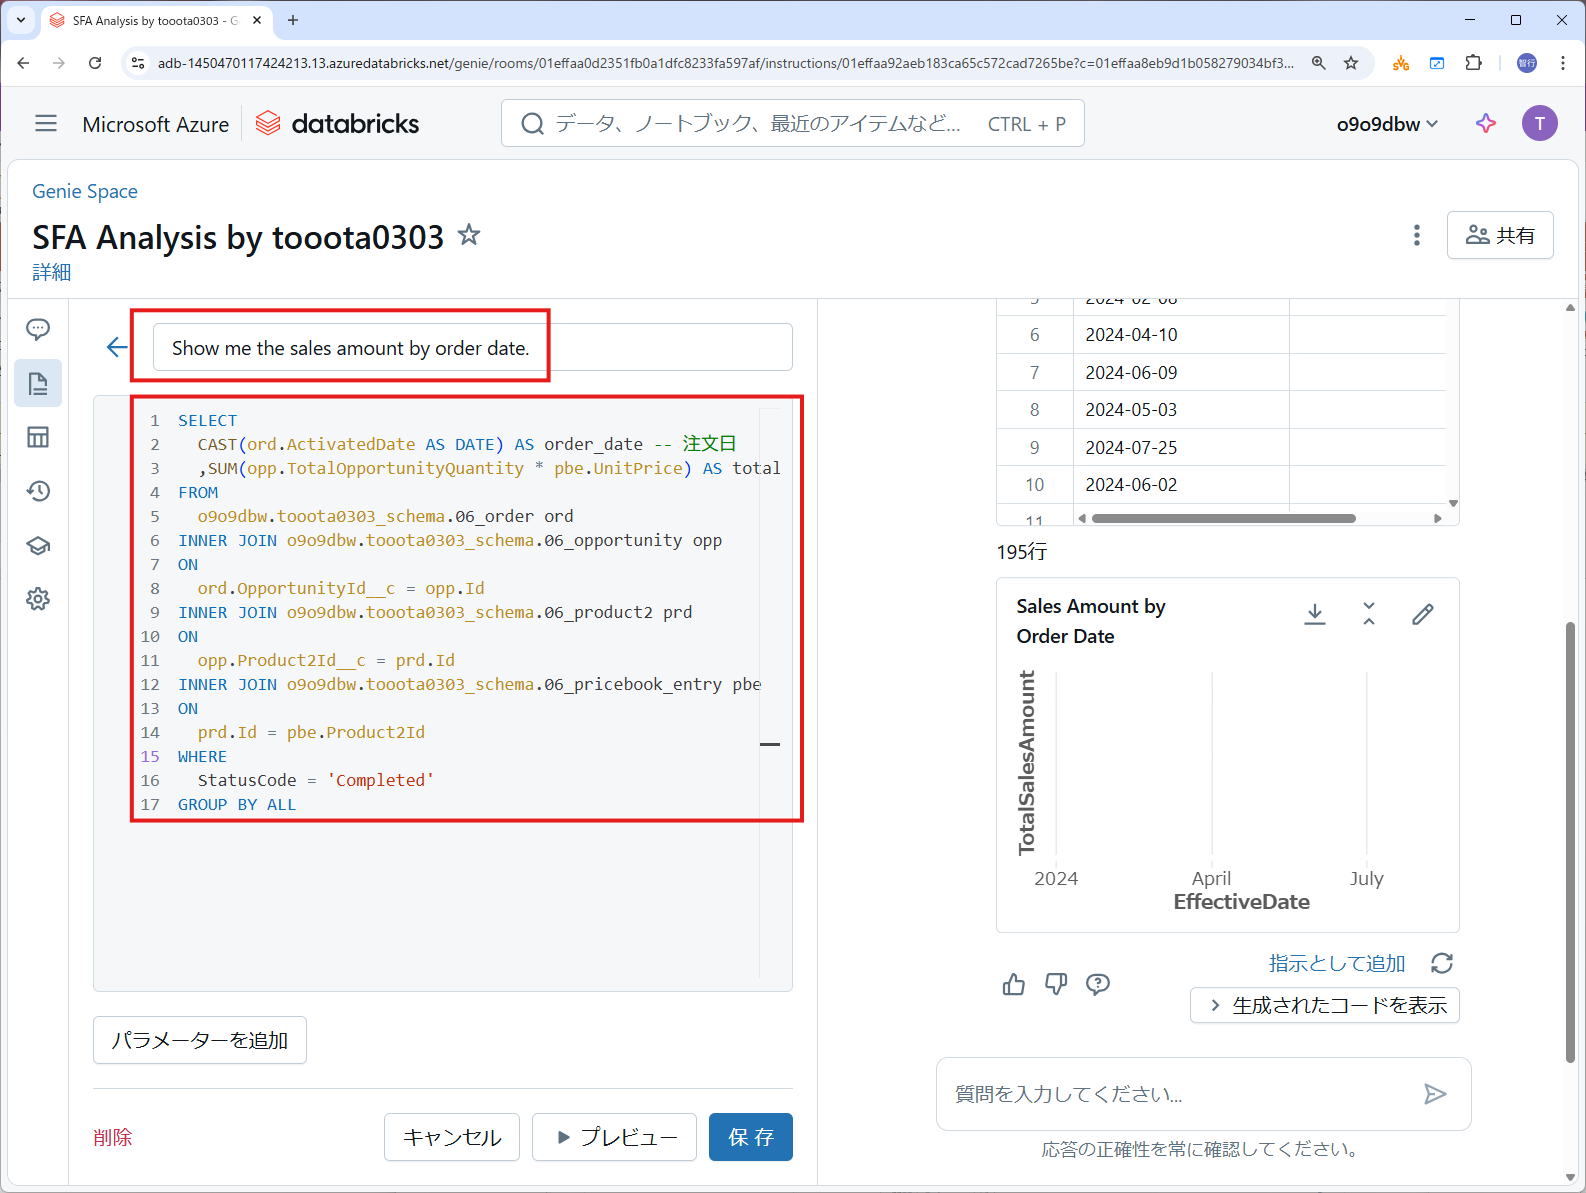 SFA Analysis by tooota0303 - G
adb-1450470117424213.13.azuredatabricks.net/genie/rooms/01effaa0d2351fb0a1dfc8233fa597af/instructions/01effaa92aeb183ca65c572cad7265be?c=01effaa8eb9d1b058279034bf3...
智行
Microsoft Azure
databricks
データ、ノートブック、最近のアイテムなど...
CTRL + P
o9o9dbw
T
Genie Space
SFA Analysis by tooota0303
詳細
共有
Show me the sales amount by order date.
1 SELECT
2 CAST(ord.ActivatedDate AS DATE) AS order_date -- 注文日
3 ,SUM(opp.TotalOpportunityQuantity * pbe.UnitPrice) AS total
4 FROM
5 o9o9dbw.tooota0303_schema.06_order ord
6 INNER JOIN o9o9dbw.tooota0303_schema.06_opportunity opp
7 ON
8 ord.OpportunityId__c = opp.Id
9 INNER JOIN o9o9dbw.tooota0303_schema.06_product2 prd
10 ON
11 opp.Product2Id__c = prd.Id
12 INNER JOIN o9o9dbw.tooota0303_schema.06_pricebook_entry pbe
13 ON
14 prd.Id = pbe.Product2Id
15 WHERE
16 StatusCode = 'Completed'
17 GROUP BY ALL
パラメーターを追加
削除
キャンセル
プレビュー
保存
5 2024-02-08
6 2024-04-10
7 2024-06-09
8 2024-05-03
9 2024-07-25
10 2024-06-02
11
195行
Sales Amount by
Order Date
TotalSalesAmount
2024 April July
EffectiveDate
指示として追加
生成されたコードを表示
質問を入力してください...
応答の正確性を常に確認してください。